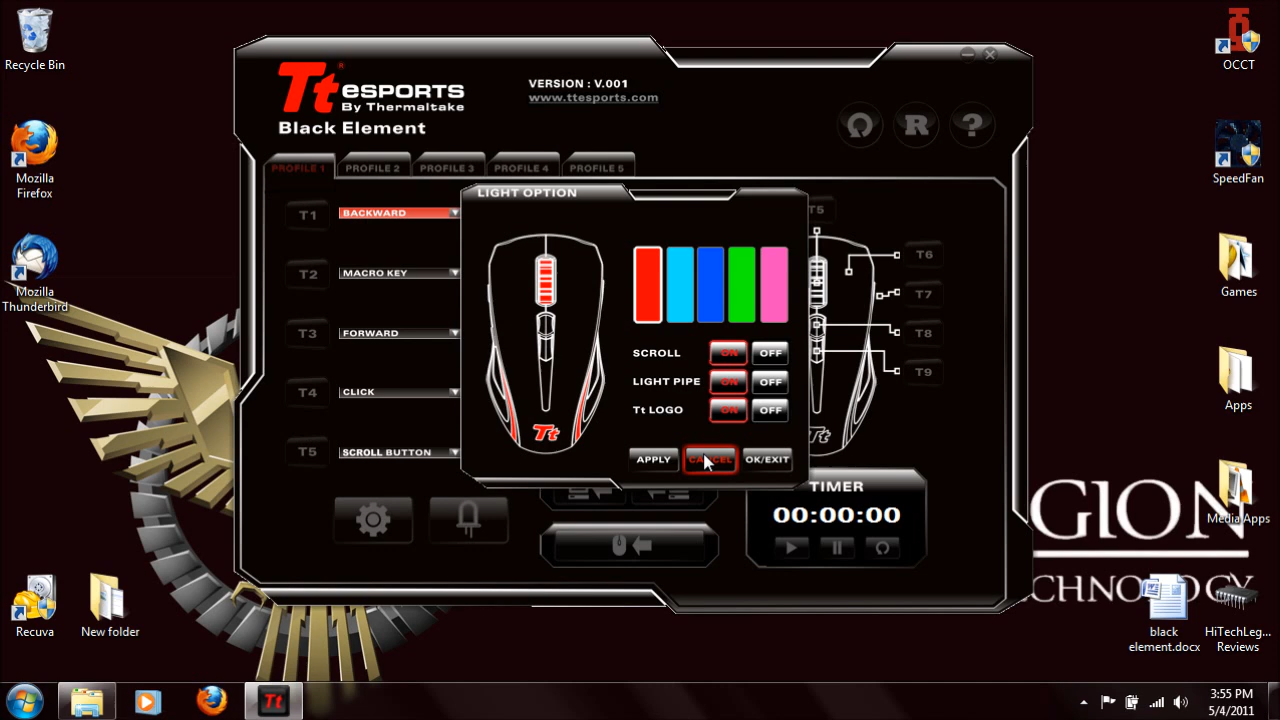 Recycle Bin
Mozilla
Firefox
Mozilla
Thunderbird
Recuva
New folder
Tt eSPORTS
By Thermaltake
Black Element
VERSION : V.001
www.ttesports.com
R
?
PROFILE 1
PROFILE 2
PROFILE 3
PROFILE 4
PROFILE 5
T1
BACKWARD
T2
MACRO KEY
T3
FORWARD
T4
CLICK
T5
SCROLL BUTTON
LIGHT OPTION
Tt
SCROLL
ON
OFF
LIGHT PIPE
ON
OFF
Tt LOGO
ON
OFF
APPLY
CANCEL
OK/EXIT
T5
T6
T7
T8
T9
Tt
TIMER
00:00:00
GION
CHNOLOGY
OCCT
SpeedFan
Games
Apps
Media Apps
black
element.docx
HiTechLeg...
Reviews
Tt
3:55 PM
5/4/2011